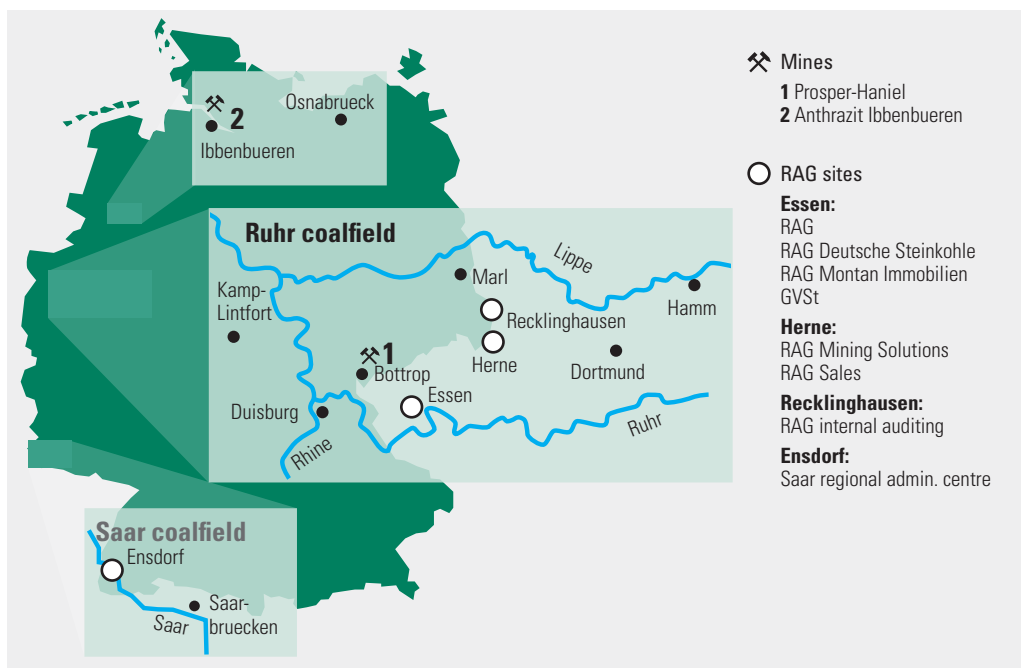 2
Osnabrueck
Ibbenbueren
Ruhr coalfield
Lippe
Marl
Kamp-
Lintfort
Hamm
Recklinghausen
1
Herne
Bottrop
Dortmund
Essen
Duisburg
Ruhr
Rhine
Saar coalfield
Ensdorf
Saar-
bruecken
Saar
Mines
1 Prosper-Haniel
2 Anthrazit Ibbenbueren
RAG sites
Essen:
RAG
RAG Deutsche Steinkohle
RAG Montan Immobilien
GVSt
Herne:
RAG Mining Solutions
RAG Sales
Recklinghausen:
RAG internal auditing
Ensdorf:
Saar regional admin. centre